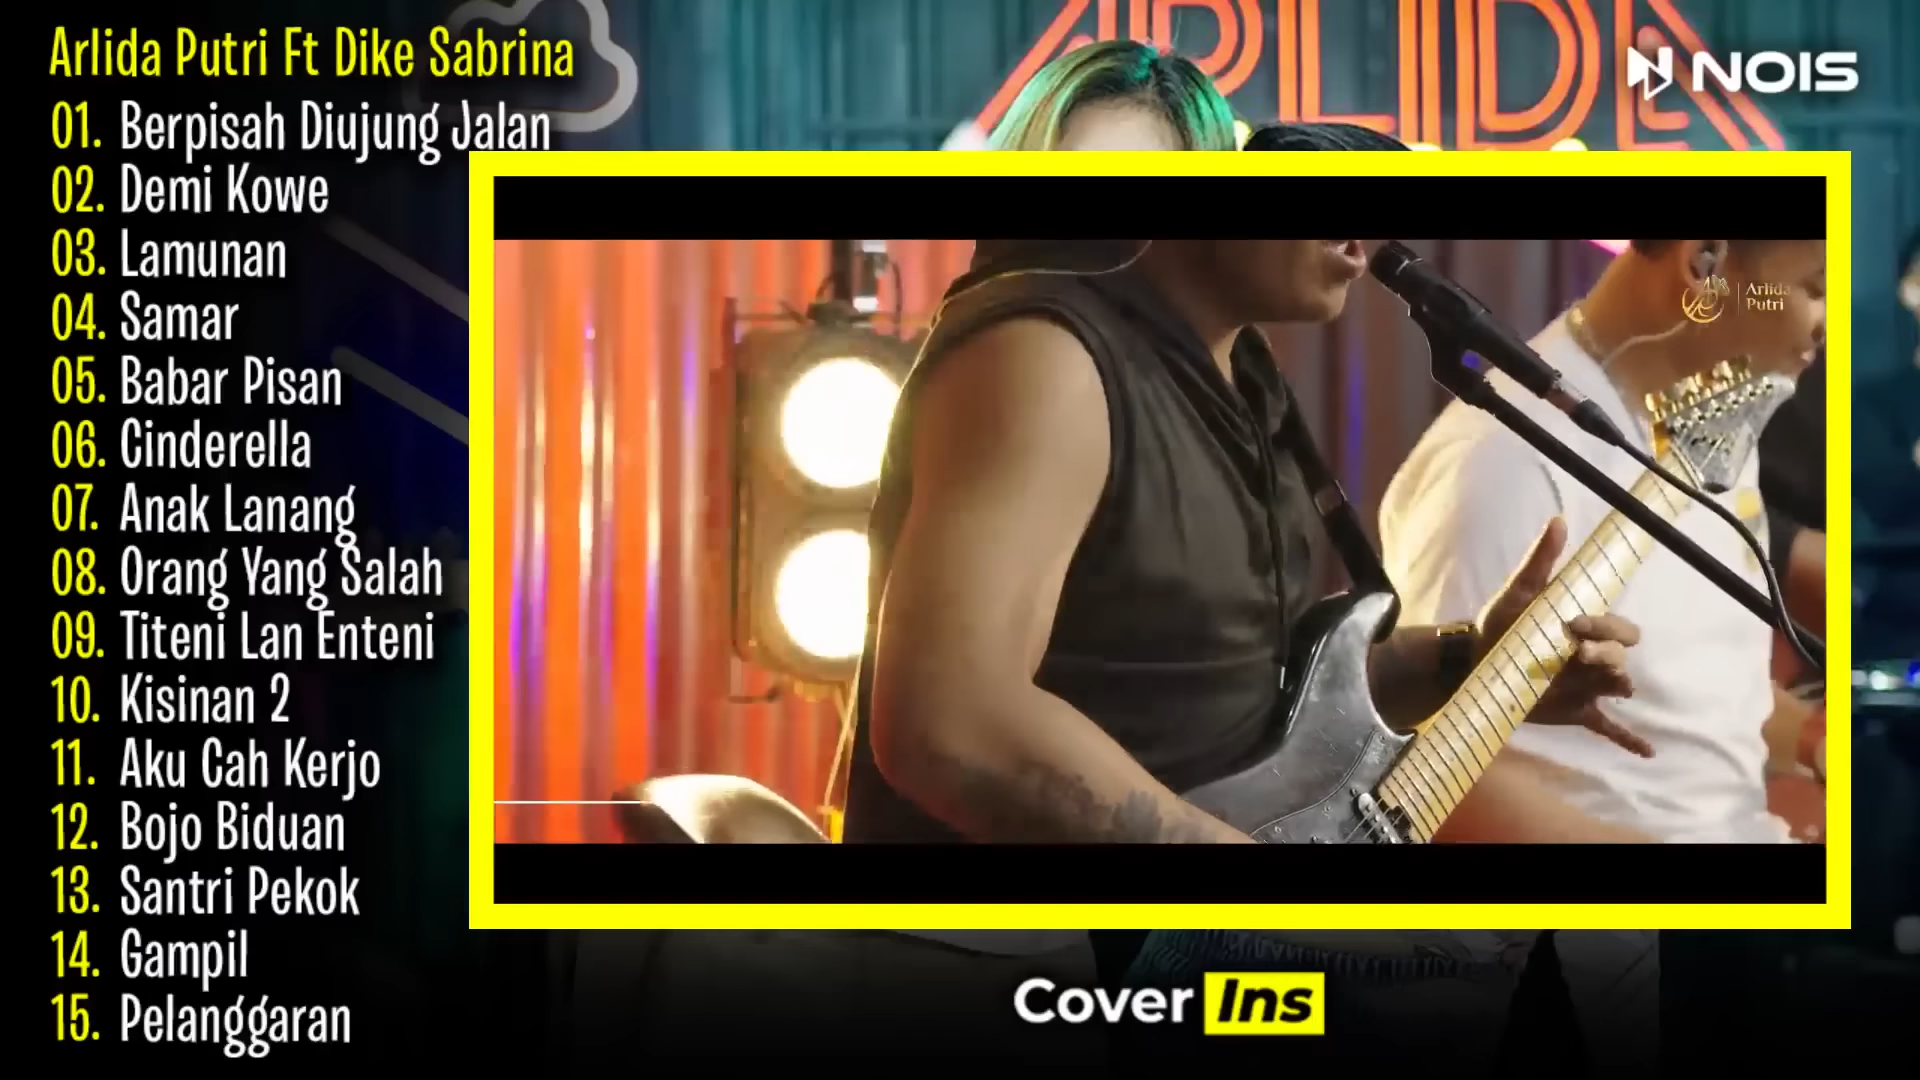 Arlida Putri Ft Dike Sabrina
01. Berpisah Diujung Jalan
02. Demi Kowe
03. Lamunan
04. Samar
05. Babar Pisan
06. Cinderella
07. Anak Lanang
08. Orang Yang Salah
09. Titeni Lan Enteni
10. Kisinan 2
11. Aku Cah Kerjo
12. Bojo Biduan
13. Santri Pekok
14. Gampil
15. Pelanggaran
ARLIDA
NOIS
Arlida
Putri
Cover Ins